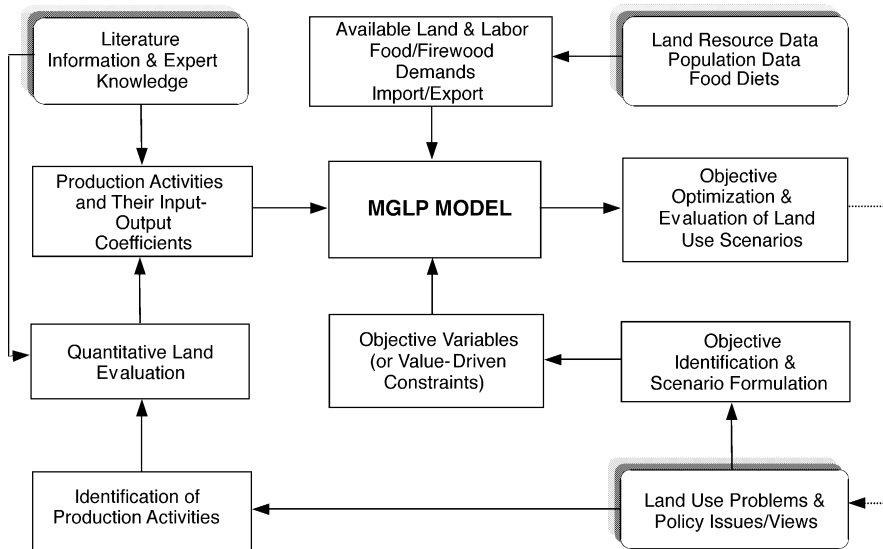 Literature
Information & Expert
Knowledge
Available Land & Labor
Food/Firewood
Demands
Import/Export
Land Resource Data
Population Data
Food Diets
Production Activities
and Their Input-
Output
Coefficients
MGLP MODEL
Objective
Optimization &
Evaluation of Land
Use Scenarios
Quantitative Land
Evaluation
Objective Variables
(or Value-Driven
Constraints)
Objective
Identification &
Scenario Formulation
Identification of
Production Activities
Land Use Problems &
Policy Issues/Views